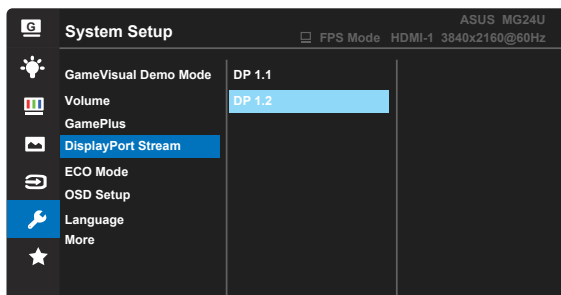 G
System Setup
ASUS MG24U
FPS Mode HDMI-1 3840x2160@60Hz
GameVisual Demo Mode
DP 1.1
Volume
DP 1.2
GamePlus
DisplayPort Stream
ECO Mode
OSD Setup
Language
More